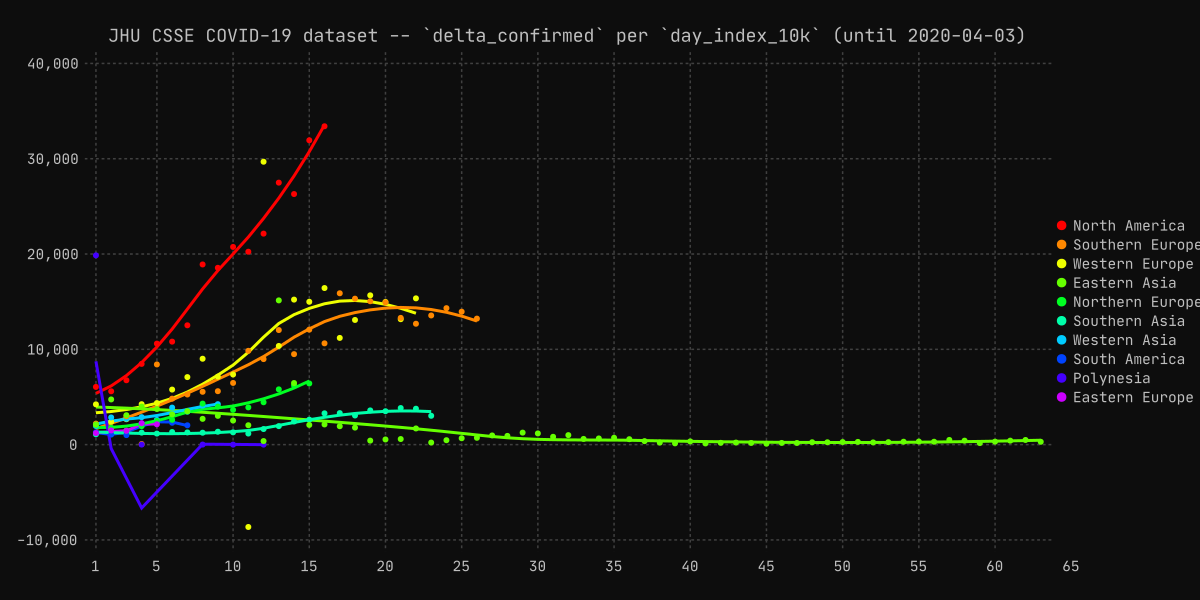 JHU CSSE COVID-19 dataset -- `delta_confirmed` per `day_index_10k` (until 2020-04-03)
40,000
30,000
20,000
10,000
0
-10,000
1 5 10 15 20 25 30 35 40 45 50 55 60 65
North America
Southern Europe
Western Europe
Eastern Asia
Northern Europe
Southern Asia
Western Asia
South America
Polynesia
Eastern Europe